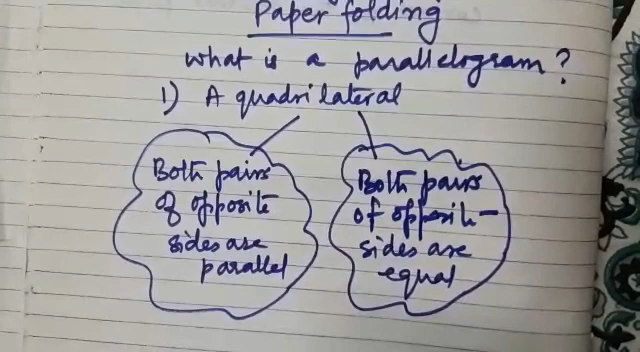 Paper folding
what is a parallelogram?
1) A quadrilateral
Both pairs
of opposite
sides are
parallel
Both pairs
of opposite
sides are
equal